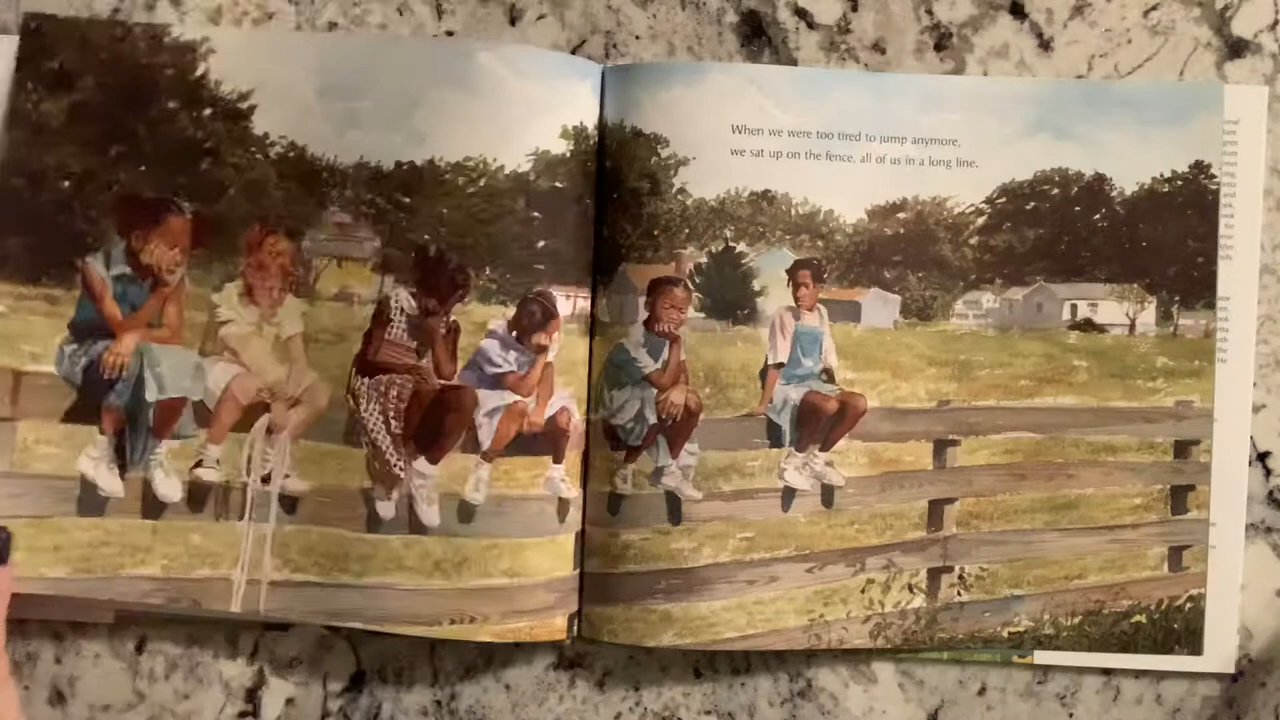 When we were too tired to jump anymore,
we sat up on the fence, all of us in a long line.